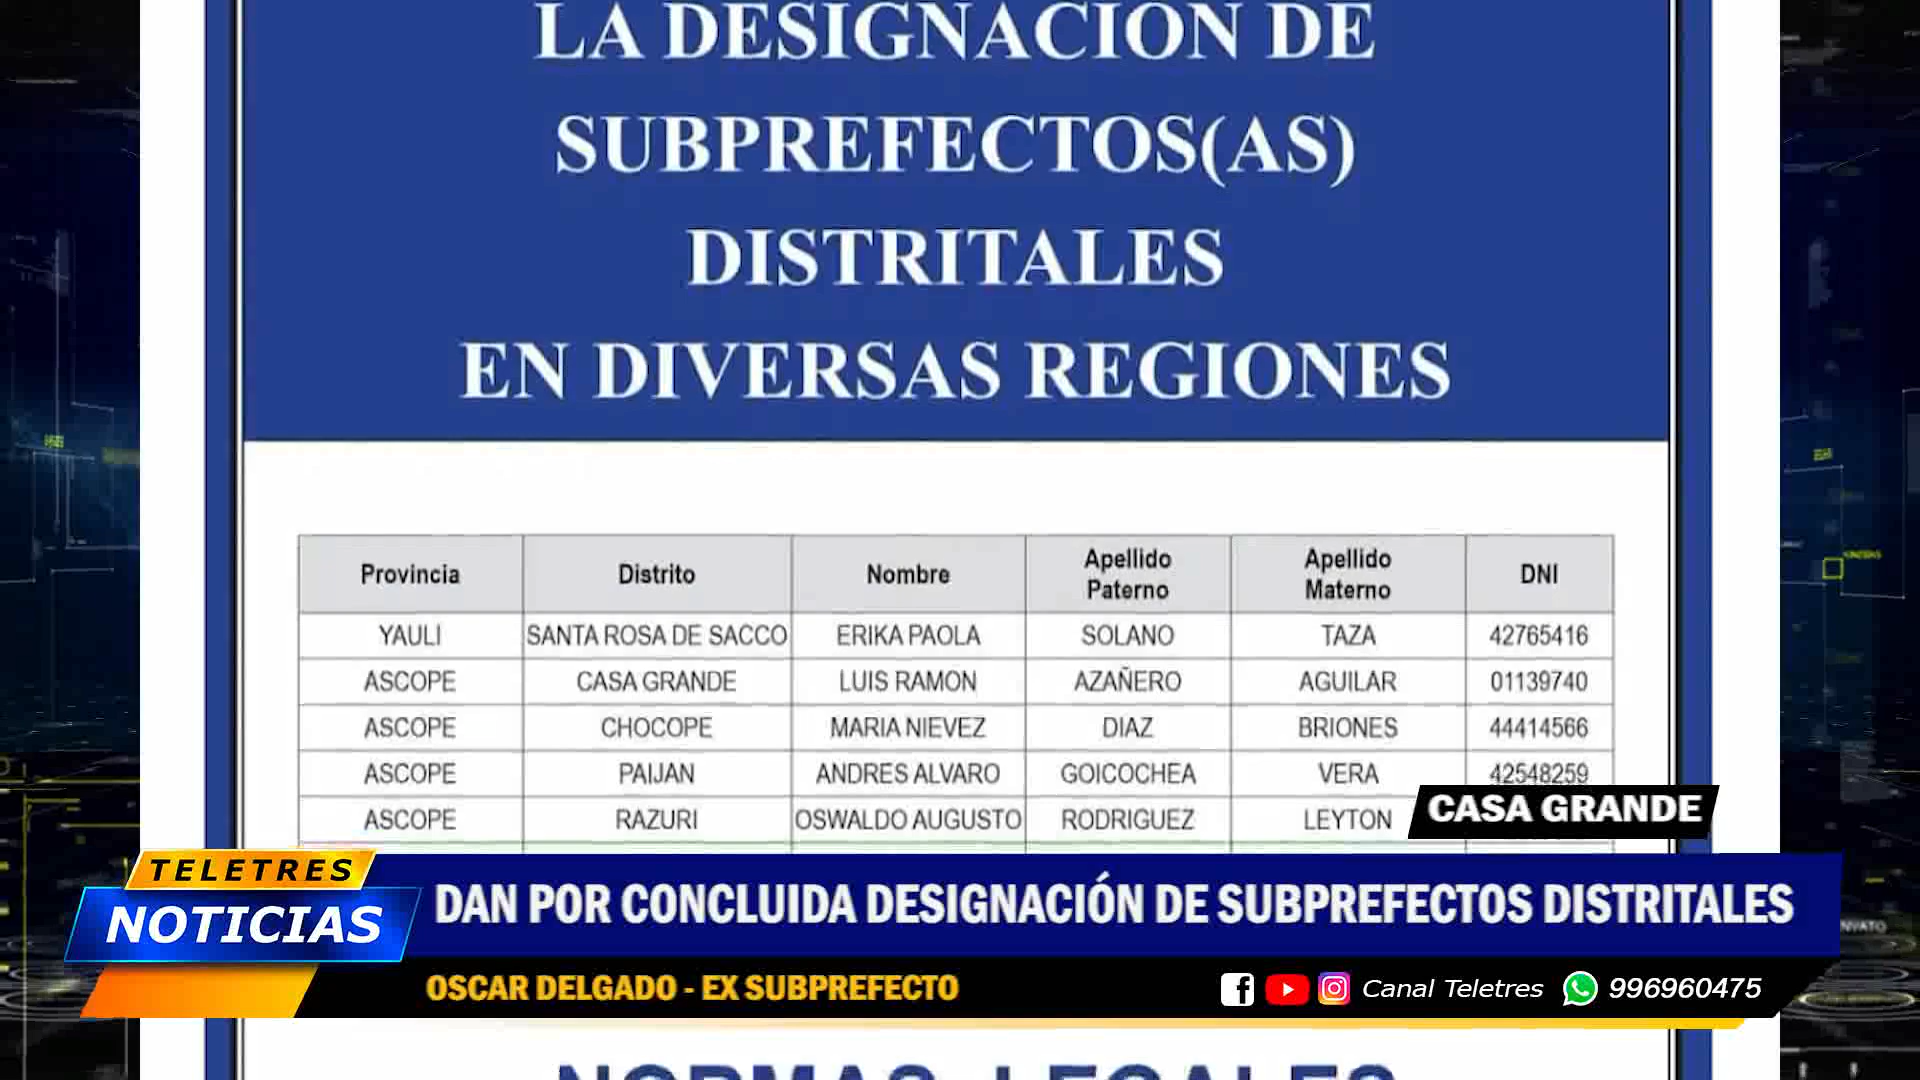 LA DESIGNACION DE
SUBPREFECTOS(AS)
DISTRITALES
EN DIVERSAS REGIONES
Provincia Distrito Nombre Apellido Paterno Apellido Materno DNI
YAULI SANTA ROSA DE SACCO ERIKA PAOLA SOLANO TAZA 42765416
ASCOPE CASA GRANDE LUIS RAMON AZAÑERO AGUILAR 01139740
ASCOPE CHOCOPE MARIA NIEVEZ DIAZ BRIONES 44414566
ASCOPE PAIJAN ANDRES ALVARO GOICOCHEA VERA 42548259
ASCOPE RAZURI OSWALDO AUGUSTO RODRIGUEZ LEYTON
CASA GRANDE
TELETRES
NOTICIAS
DAN POR CONCLUIDA DESIGNACIÓN DE SUBPREFECTOS DISTRITALES
OSCAR DELGADO - EX SUBPREFECTO
Canal Teletres 996960475
NORMAS LEGALES